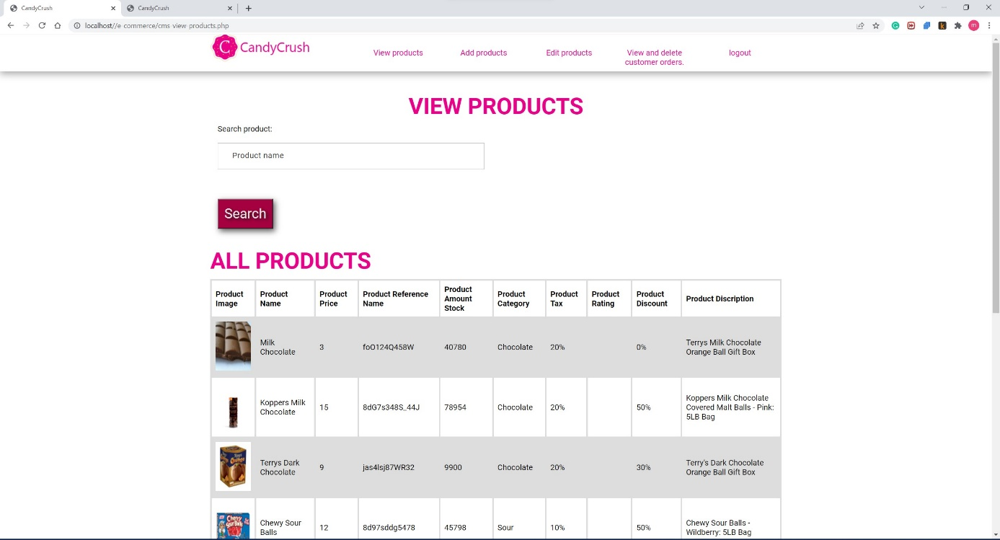 CandyCrush
CandyCrush
localhost//e-commerce/cms-view-products.php
m
C CandyCrush
View products
Add products
Edit products
View and delete
customer orders.
logout
VIEW PRODUCTS
Search product:
Product name
Search
ALL PRODUCTS
Product Image Product Name Product Price Product Reference Name Product Amount Stock Product Category Product Tax Product Rating Product Discount Product Discription
Milk Chocolate 3 foO124Q458W 40780 Chocolate 20% 0% Terrys Milk Chocolate Orange Ball Gift Box
Koppers Milk Chocolate 15 8dG7s348S_44J 78954 Chocolate 20% 50% Koppers Milk Chocolate Covered Malt Balls - Pink: 5LB Bag
Terrys Dark Chocolate 9 jas4lsj87WR32 9900 Chocolate 20% 30% Terry's Dark Chocolate Orange Ball Gift Box
Cherry
Sour Balls
Chewy Sour Balls 12 8d97sddg5478 45798 Sour 10% 50% Chewy Sour Balls - Wildberry: 5LB Bag